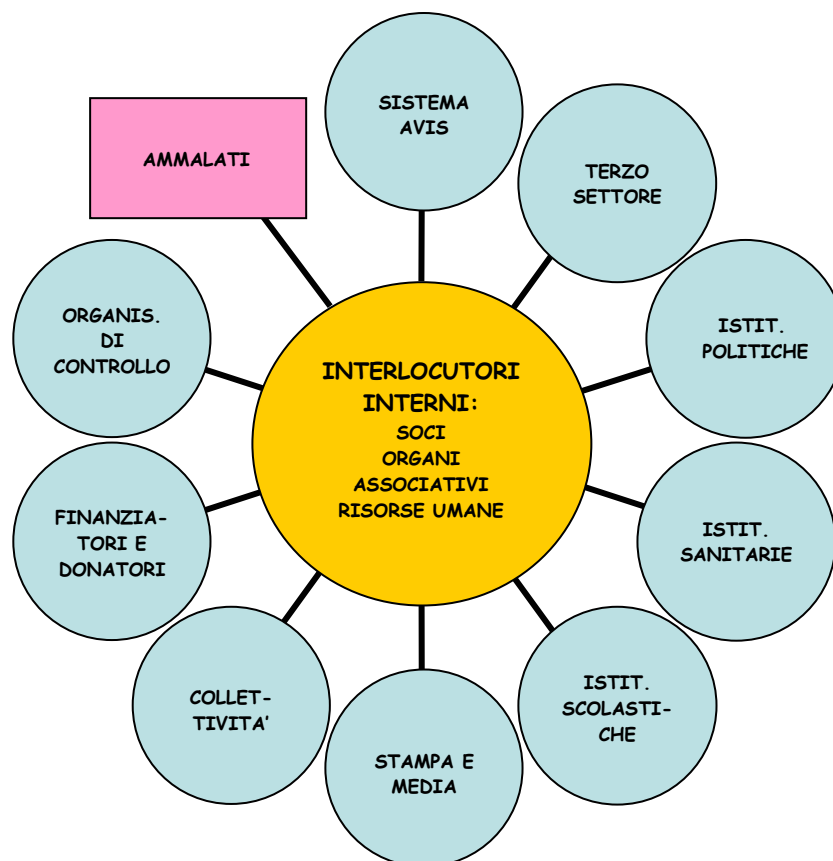 SISTEMA
AVIS
AMMALATI
TERZO
SETTORE
ORGANIS.
DI
CONTROLLO
ISTIT.
POLITICHE
INTERLOCUTORI
INTERNI:
SOCI
ORGANI
ASSOCIATIVI
RISORSE UMANE
FINANZIA-
TORI E
DONATORI
ISTIT.
SANITARIE
COLLET-
TIVITA'
ISTIT.
SCOLASTI-
CHE
STAMPA E
MEDIA